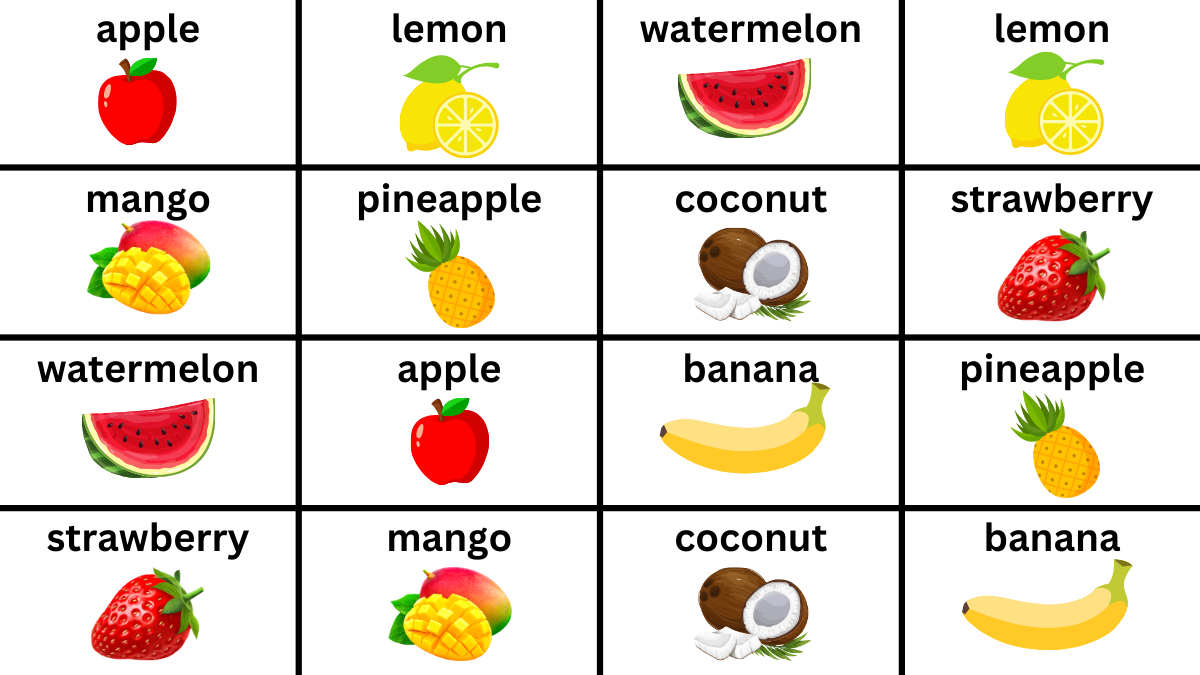 apple
lemon
watermelon
lemon
mango
pineapple
coconut
strawberry
watermelon
apple
banana
pineapple
strawberry
mango
coconut
banana